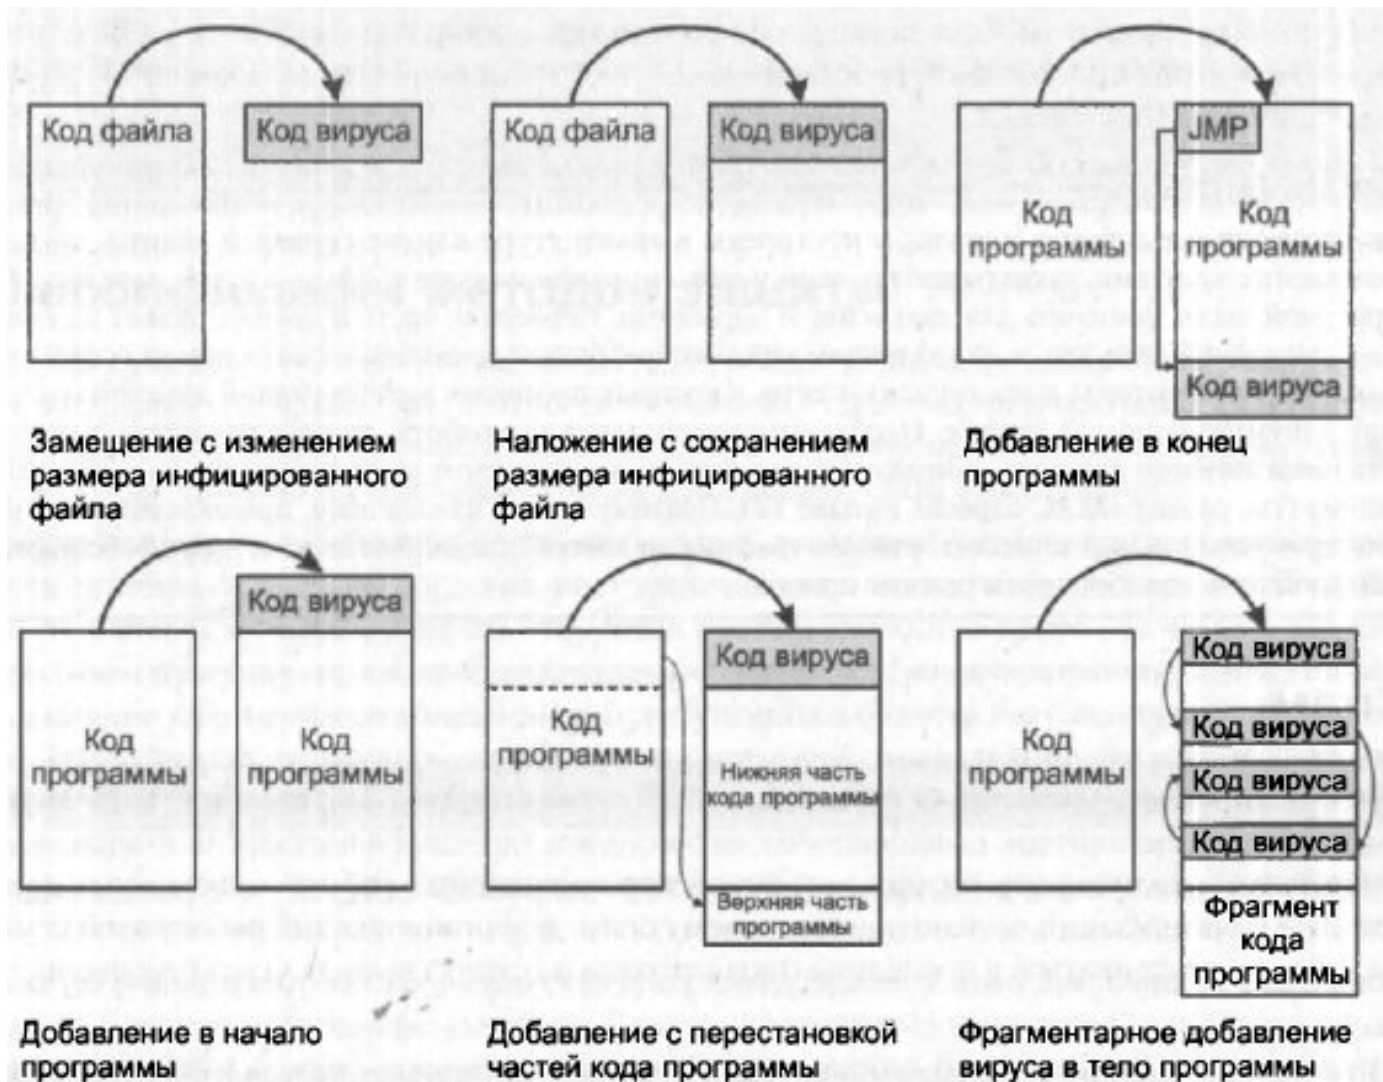 Код файла
Код вируса
Замещение с изменением
размера инфицированного
файла
Код файла
Код вируса
Наложение с сохранением
размера инфицированного
файла
Код
программы
JMP
Код
программы
Код вируса
Добавление в конец
программы
Код
программы
Код вируса
Код
программы
Добавление в начало
программы
Код
программы
Код вируса
Нижняя часть
кода программы
Верхняя часть
программы
Добавление с перестановкой
частей кода программы
Код
программы
Код вируса
Код вируса
Код вируса
Код вируса
Фрагмент
кода
программы
Фрагментарное добавление
вируса в тело программы